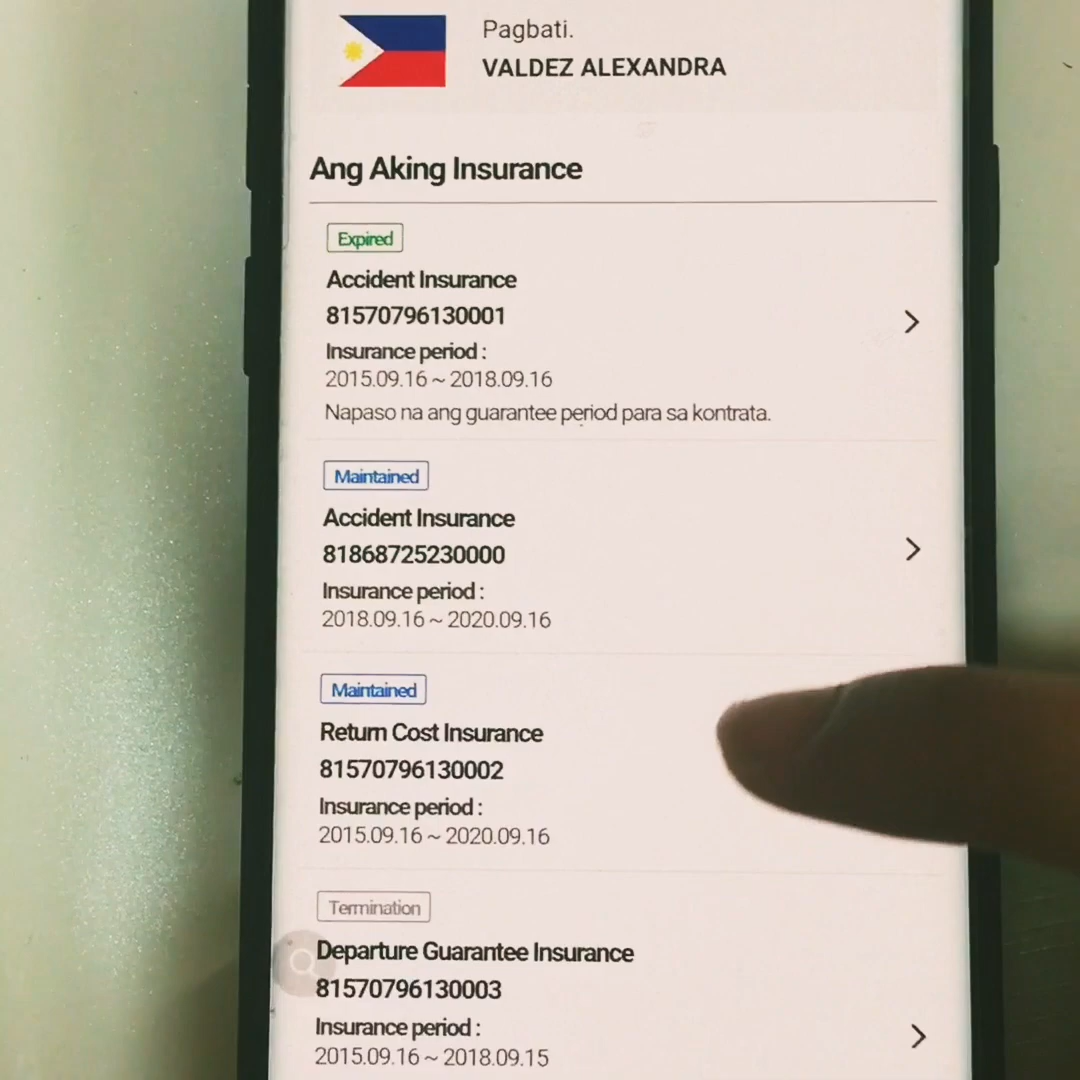 Pagbati.
VALDEZ ALEXANDRA
Ang Aking Insurance
Expired
Accident Insurance
81570796130001
Insurance period :
2015.09.16 ~ 2018.09.16
Napaso na ang guarantee period para sa kontrata.
Maintained
Accident Insurance
81868725230000
Insurance period :
2018.09.16 ~ 2020.09.16
Maintained
Return Cost Insurance
81570796130002
Insurance period :
2015.09.16 ~ 2020.09.16
Termination
Departure Guarantee Insurance
81570796130003
Insurance period :
2015.09.16 ~ 2018.09.15